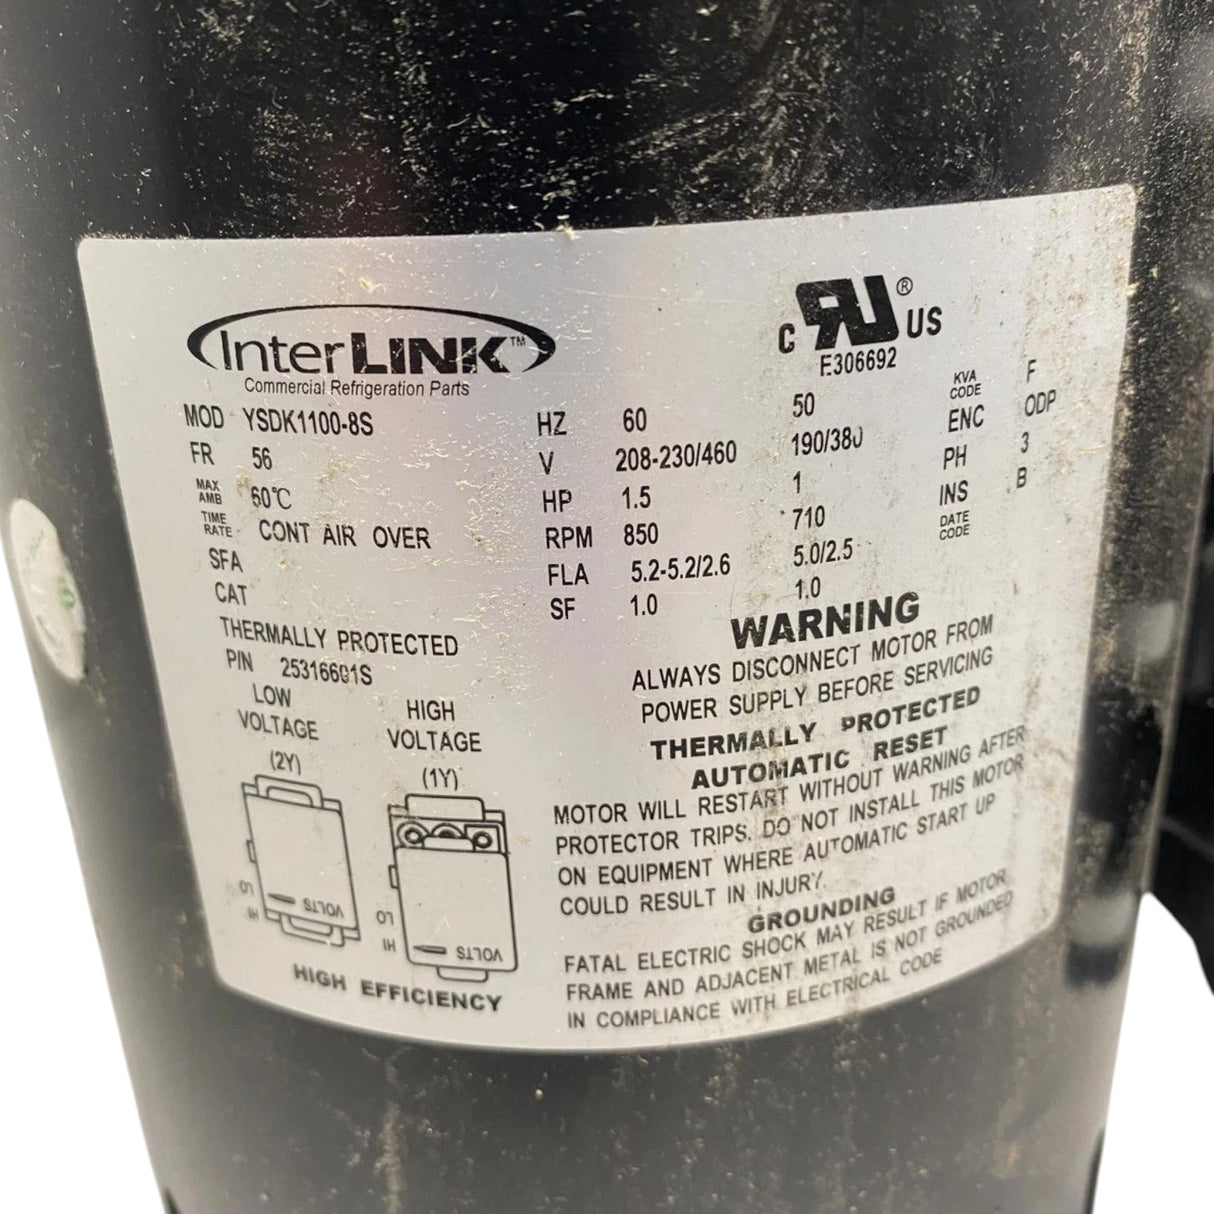 InterLINK™
Commercial Refrigeration Parts
C RU® US
E306692
MOD YSDK1100-8S
FR 56
MAX AMB 60°C
TIME RATE CONT AIR OVER
SFA
CAT
THERMALLY PROTECTED
P/N 25316691S
HZ 60 50
V 208-230/460 190/380
HP 1.5 1
RPM 850 710
FLA 5.2-5.2/2.6 5.0/2.5
SF 1.0 1.0
KVA CODE F
ENC ODP
PH 3
INS B
DATE CODE
LOW VOLTAGE
(2Y)
LO
HI
VOLTS
HIGH VOLTAGE
(1Y)
LO
HI
VOLTS
HIGH EFFICIENCY
WARNING
ALWAYS DISCONNECT MOTOR FROM
POWER SUPPLY BEFORE SERVICING
THERMALLY PROTECTED
AUTOMATIC RESET
MOTOR WILL RESTART WITHOUT WARNING AFTER
PROTECTOR TRIPS. DO NOT INSTALL THIS MOTOR
ON EQUIPMENT WHERE AUTOMATIC START UP
COULD RESULT IN INJURY.
GROUNDING
FATAL ELECTRIC SHOCK MAY RESULT IF MOTOR
FRAME AND ADJACENT METAL IS NOT GROUNDED
IN COMPLIANCE WITH ELECTRICAL CODE